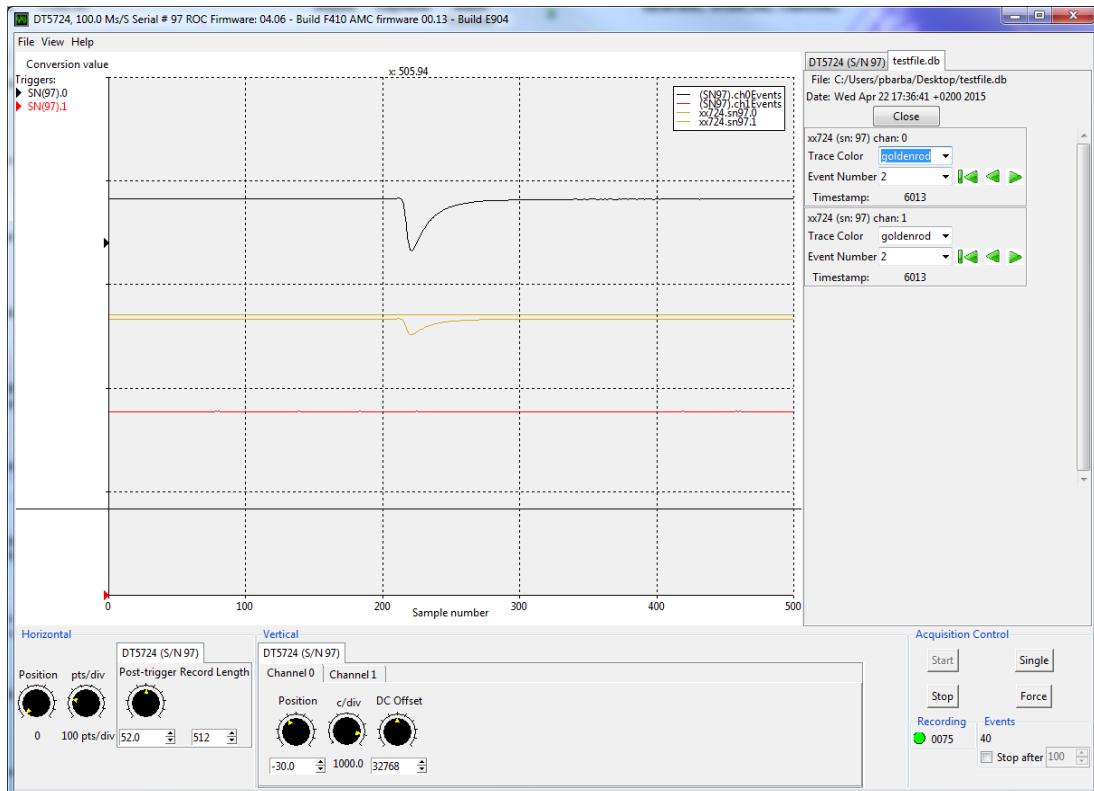 DT5724, 100.0 Ms/S Serial # 97 ROC Firmware: 04.06 - Build F410 AMC firmware 00.13 - Build E904
File View Help
Conversion value
Triggers:
SN(97).0
SN(97).1
x: 505.94
(SN97).ch0Events
(SN97).ch1Events
xx724.sn97.0
xx724.sn97.1
0 100 200 300 400 500
Sample number
DT5724 (S/N 97) testfile.db
File: C:/Users/pbarba/Desktop/testfile.db
Date: Wed Apr 22 17:36:41 +0200 2015
Close
xx724 (sn: 97) chan: 0
Trace Color goldenrod
Event Number 2
Timestamp: 6013
xx724 (sn: 97) chan: 1
Trace Color goldenrod
Event Number 2
Timestamp: 6013
Horizontal
Position pts/div
0 100 pts/div
DT5724 (S/N 97)
Post-trigger Record Length
52.0 512
Vertical
DT5724 (S/N 97)
Channel 0 Channel 1
Position c/div DC Offset
-30.0 1000.0 32768
Acquisition Control
Start Single
Stop Force
Recording Events
0075 40
Stop after 100